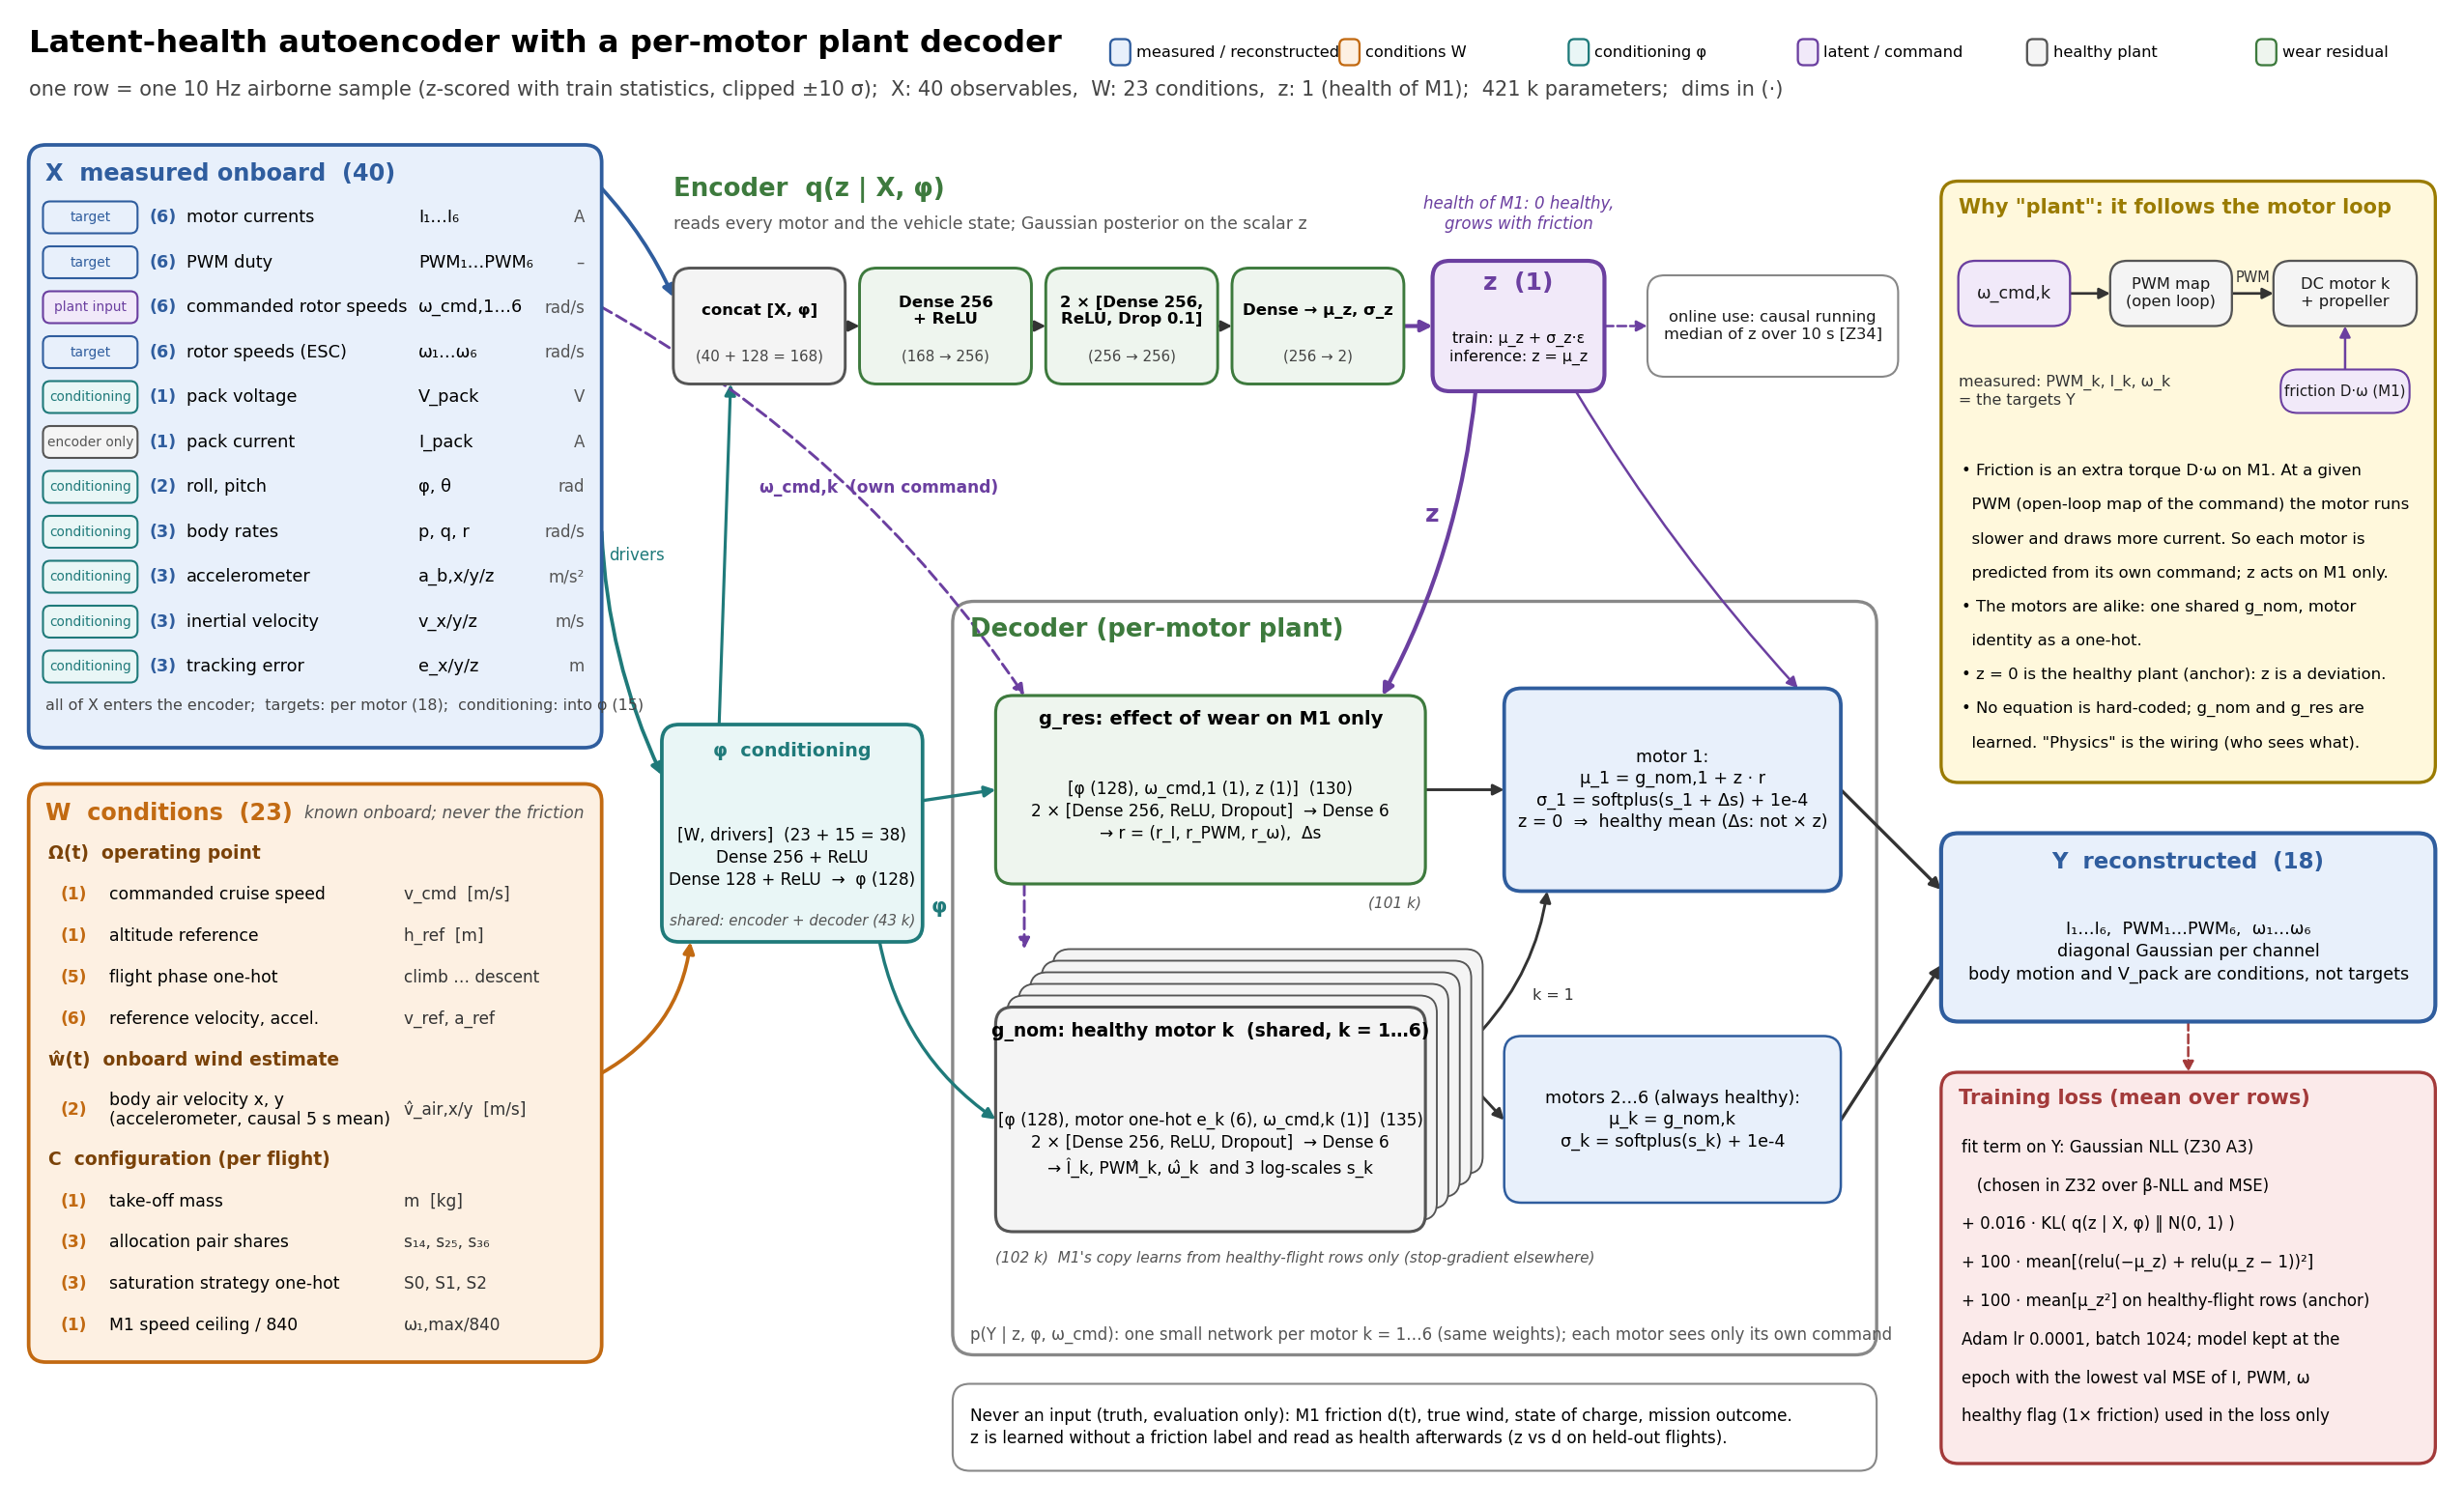 Latent-health autoencoder with a per-motor plant decoder
measured / reconstructed
conditions W
conditioning φ
latent / command
healthy plant
wear residual
one row = one 10 Hz airborne sample (z-scored with train statistics, clipped ±10 σ);  X: 40 observables,  W: 23 conditions,  z: 1 (health of M1);  421 k parameters;  dims in (·)
X  measured onboard  (40)
target (6) motor currents I₁…I₆ A
target (6) PWM duty PWM₁…PWM₆ –
plant input (6) commanded rotor speeds ω_cmd,1…6 rad/s
target (6) rotor speeds (ESC) ω₁…ω₆ rad/s
conditioning (1) pack voltage V_pack V
encoder only (1) pack current I_pack A
conditioning (2) roll, pitch φ, θ rad
conditioning (3) body rates p, q, r rad/s
conditioning (3) accelerometer a_b,x/y/z m/s²
conditioning (3) inertial velocity v_x/y/z m/s
conditioning (3) tracking error e_x/y/z m
all of X enters the encoder;  targets: per motor (18);  conditioning: into φ (15)
W  conditions  (23) known onboard; never the friction
Ω(t)  operating point
(1) commanded cruise speed v_cmd  [m/s]
(1) altitude reference h_ref  [m]
(5) flight phase one-hot climb … descent
(6) reference velocity, accel. v_ref, a_ref
ŵ(t)  onboard wind estimate
(2) body air velocity x, y
(accelerometer, causal 5 s mean) v̂_air,x/y  [m/s]
C  configuration (per flight)
(1) take-off mass m  [kg]
(3) allocation pair shares s₁₄, s₂₅, s₃₆
(3) saturation strategy one-hot S0, S1, S2
(1) M1 speed ceiling / 840 ω₁,max/840
Encoder  q(z | X, φ)
reads every motor and the vehicle state; Gaussian posterior on the scalar z
concat [X, φ]
(40 + 128 = 168)
Dense 256
+ ReLU
(168 → 256)
2 × [Dense 256,
ReLU, Drop 0.1]
(256 → 256)
Dense → μ_z, σ_z
(256 → 2)
health of M1: 0 healthy,
grows with friction
z  (1)
train: μ_z + σ_z·ε
inference: z = μ_z
online use: causal running
median of z over 10 s [Z34]
ω_cmd,k  (own command)
z
drivers
φ  conditioning
[W, drivers]  (23 + 15 = 38)
Dense 256 + ReLU
Dense 128 + ReLU  →  φ (128)
shared: encoder + decoder (43 k)
φ
Decoder (per-motor plant)
g_res: effect of wear on M1 only
[φ (128), ω_cmd,1 (1), z (1)]  (130)
2 × [Dense 256, ReLU, Dropout]  → Dense 6
→ r = (r_I, r_PWM, r_ω),  Δs
(101 k)
motor 1:
μ_1 = g_nom,1 + z · r
σ_1 = softplus(s_1 + Δs) + 1e-4
z = 0  ⇒  healthy mean (Δs: not × z)
k = 1
g_nom: healthy motor k  (shared, k = 1…6)
[φ (128), motor one-hot e_k (6), ω_cmd,k (1)]  (135)
2 × [Dense 256, ReLU, Dropout]  → Dense 6
→ Î_k, PWM̂_k, ω̂_k  and 3 log-scales s_k
motors 2…6 (always healthy):
μ_k = g_nom,k
σ_k = softplus(s_k) + 1e-4
(102 k)  M1's copy learns from healthy-flight rows only (stop-gradient elsewhere)
p(Y | z, φ, ω_cmd): one small network per motor k = 1…6 (same weights); each motor sees only its own command
Never an input (truth, evaluation only): M1 friction d(t), true wind, state of charge, mission outcome.
z is learned without a friction label and read as health afterwards (z vs d on held-out flights).
Why "plant": it follows the motor loop
ω_cmd,k
PWM map
(open loop)
PWM
DC motor k
+ propeller
measured: PWM_k, I_k, ω_k
= the targets Y
friction D·ω (M1)
• Friction is an extra torque D·ω on M1. At a given
PWM (open-loop map of the command) the motor runs
slower and draws more current. So each motor is
predicted from its own command; z acts on M1 only.
• The motors are alike: one shared g_nom, motor
identity as a one-hot.
• z = 0 is the healthy plant (anchor): z is a deviation.
• No equation is hard-coded; g_nom and g_res are
learned. "Physics" is the wiring (who sees what).
Y  reconstructed  (18)
I₁…I₆,  PWM₁…PWM₆,  ω₁…ω₆
diagonal Gaussian per channel
body motion and V_pack are conditions, not targets
Training loss (mean over rows)
fit term on Y: Gaussian NLL (Z30 A3)
(chosen in Z32 over β-NLL and MSE)
+ 0.016 · KL( q(z | X, φ) ‖ N(0, 1) )
+ 100 · mean[(relu(−μ_z) + relu(μ_z − 1))²]
+ 100 · mean[μ_z²] on healthy-flight rows (anchor)
Adam lr 0.0001, batch 1024; model kept at the
epoch with the lowest val MSE of I, PWM, ω
healthy flag (1× friction) used in the loss only